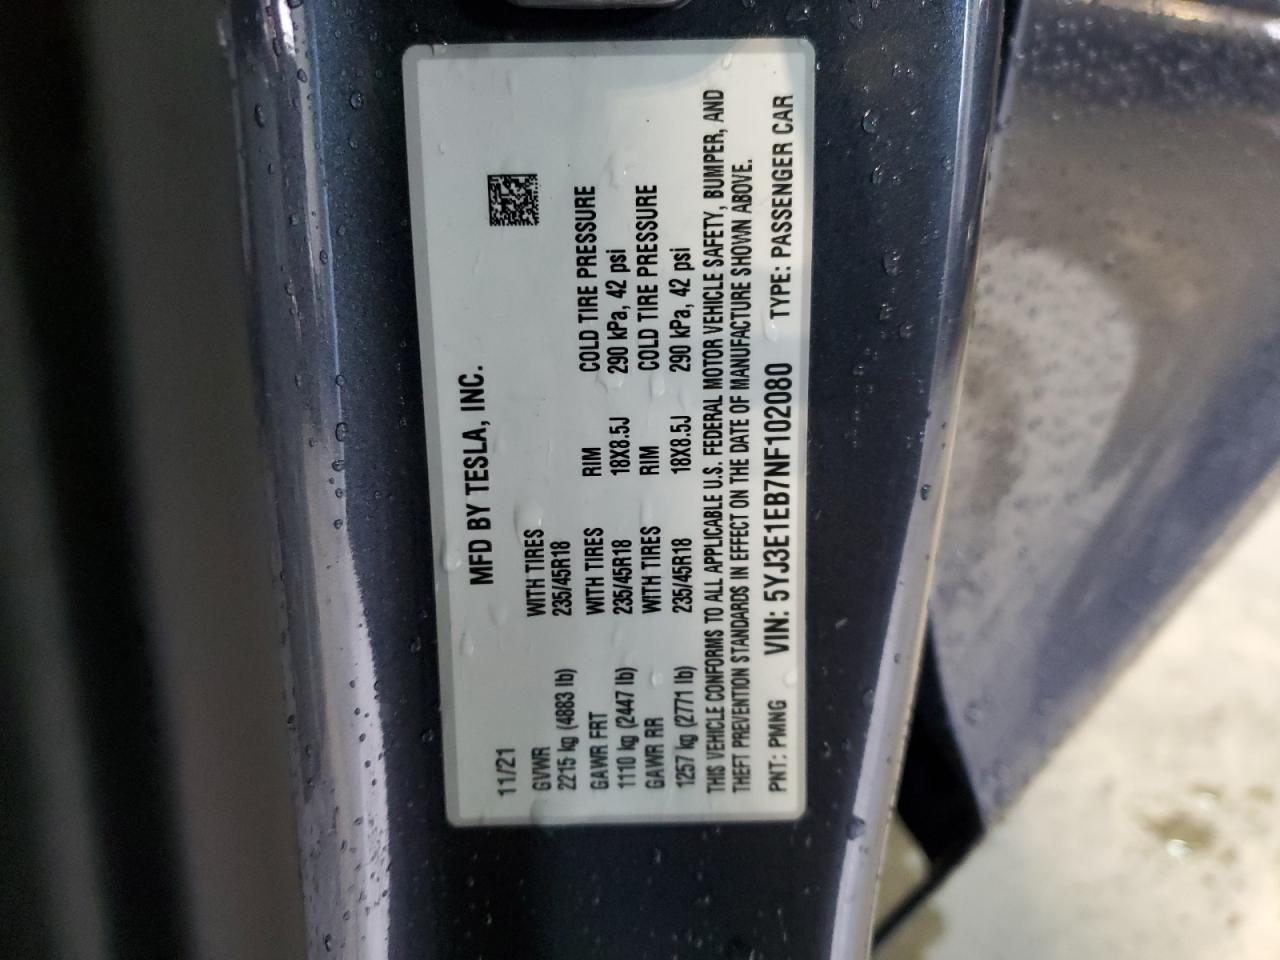 MFD BY TESLA, INC.
11/21
GVWR WITH TIRES
2215 kg (4883 lb) 235/45R18
GAWR FRT WITH TIRES RIM COLD TIRE PRESSURE
1110 kg (2447 lb) 235/45R18 18X8.5J 290 kPa, 42 psi
GAWR RR WITH TIRES RIM COLD TIRE PRESSURE
1257 kg (2771 lb) 235/45R18 18X8.5J 290 kPa, 42 psi
THIS VEHICLE CONFORMS TO ALL APPLICABLE U.S. FEDERAL MOTOR VEHICLE SAFETY, BUMPER, AND
THEFT PREVENTION STANDARDS IN EFFECT ON THE DATE OF MANUFACTURE SHOWN ABOVE.
PNT: PMNG VIN: 5YJ3E1EB7NF102080 TYPE: PASSENGER CAR